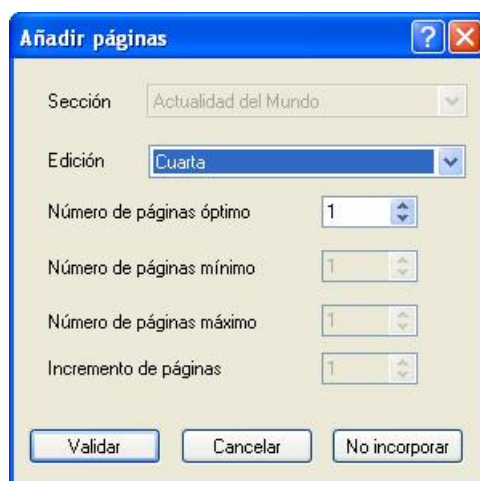 Añadir páginas
Sección Actualidad del Mundo
Edición Cuarta
Número de páginas óptimo 1
Número de páginas mínimo 1
Número de páginas máximo 1
Incremento de páginas 1
Validar Cancelar No incorporar